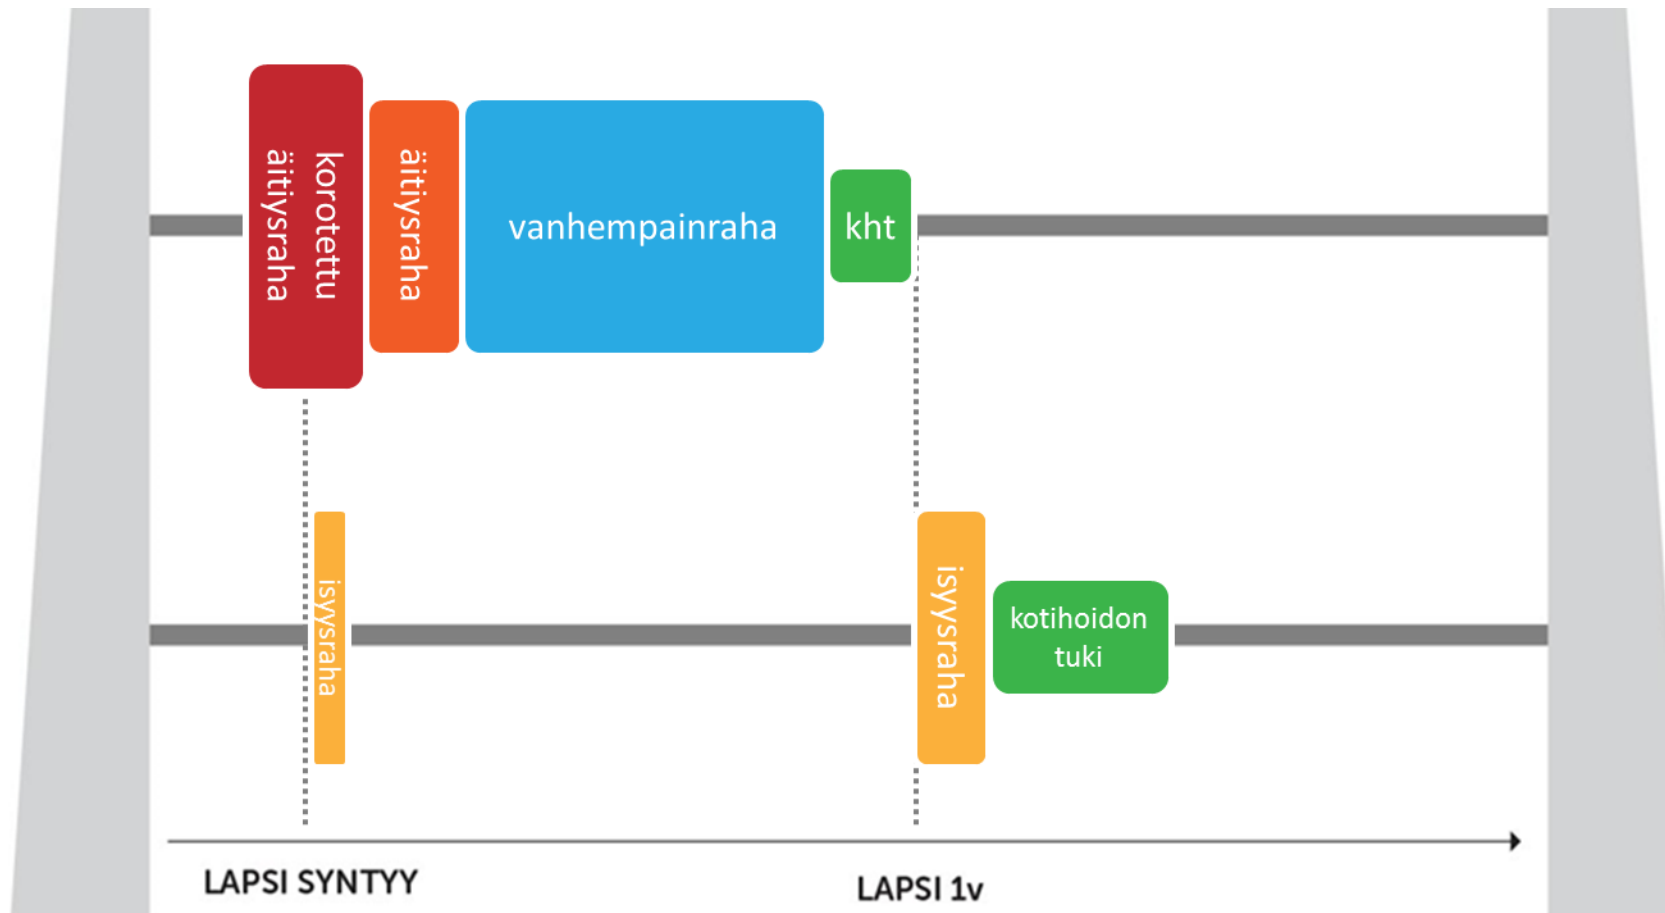 korotettu
äitiysraha
äitiysraha
vanhempainraha
kht
isyysraha
isyysraha
kotihoidon
tuki
LAPSI SYNTYY
LAPSI 1v